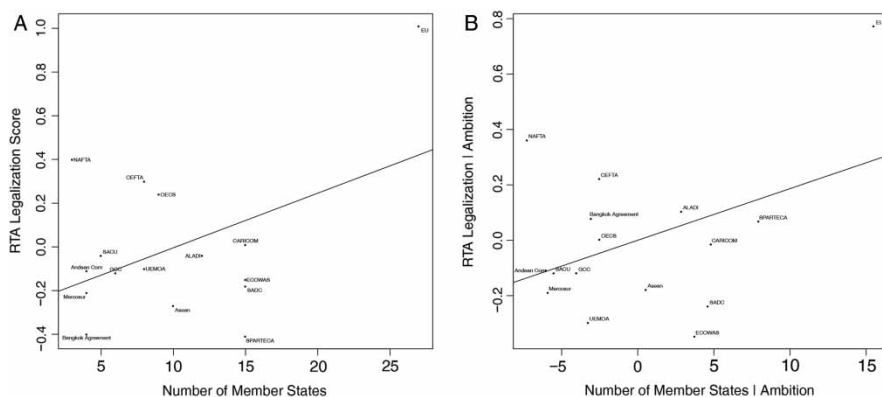 A
RTA Legalization Score
1.0
0.8
0.6
0.4
0.2
0.0
−0.2
−0.4
EU
NAFTA
CEFTA
OECS
CARICOM
SACU
ALADI
Andean Com
GCC
UEMOA
ECOWAS
SADC
Mercosur
Asean
Bangkok Agreement
SPARTECA
5
10
15
20
25
Number of Member States
B
RTA Legalization | Ambition
0.8
0.6
0.4
0.2
0.0
−0.2
EU
NAFTA
CEFTA
ALADI
Bangkok Agreement
SPARTECA
OECS
CARICOM
Andean Com
SACU
GCC
Mercosur
Asean
SADC
UEMOA
ECOWAS
−5
0
5
10
15
Number of Member States | Ambition